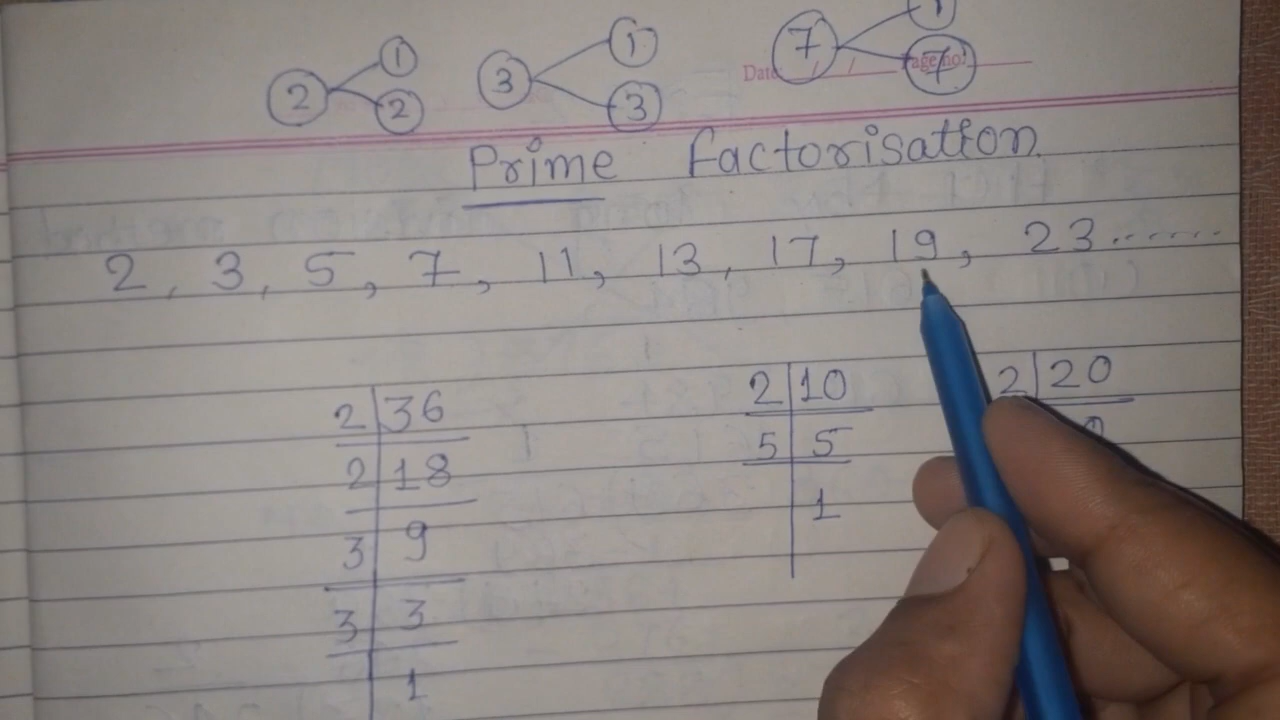 2 1 2 3 1 3 7 1 7
Date / / Page no:
Prime factorisation
2, 3, 5, 7, 11, 13, 17, 19, 23......
2 36 2 10 2 20
2 18 5 5
3 9 1
3 3
1